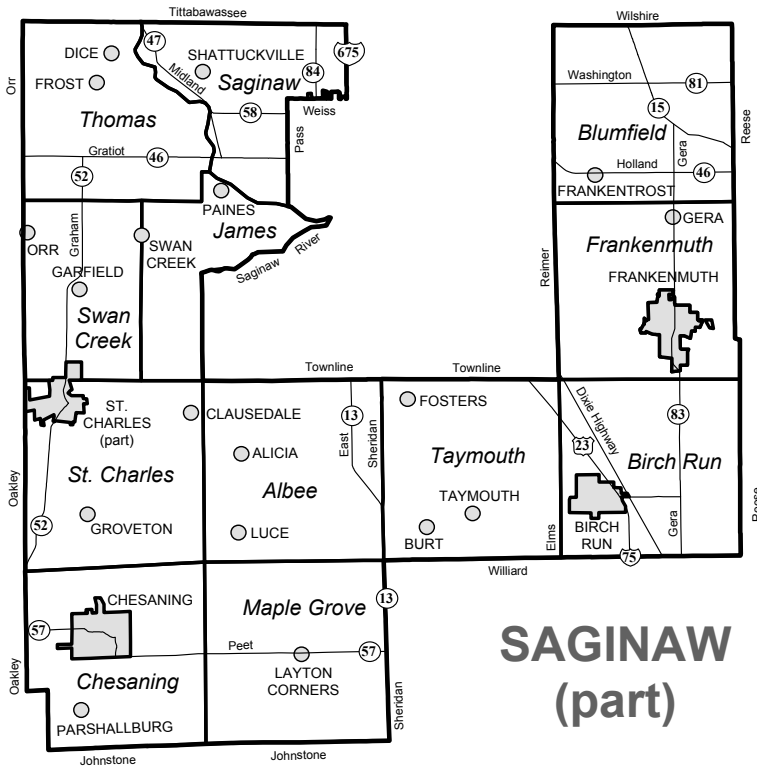 Tittabawassee
Wilshire
DICE
47
SHATTUCKVILLE
675
Orr
FROST
Midland
Saginaw
84
Washington
81
Weiss
15
Thomas
58
Pass
Blumfield
Reese
Gratiot
46
Gera
Holland
46
52
FRANKENTROST
PAINES
GERA
ORR
Graham
SWAN
CREEK
James
Saginaw
River
Frankenmuth
GARFIELD
Reimer
FRANKENMUTH
Swan
Creek
Townline
Townline
ST.
CHARLES
(part)
CLAUSEDALE
13
FOSTERS
Dixie Highway
83
East
Sheridan
23
ALICIA
Taymouth
Birch Run
Oakley
St. Charles
Albee
TAYMOUTH
Reese
52
GROVETON
LUCE
BURT
Elms
BIRCH
RUN
Gera
75
Williard
CHESANING
Maple Grove
13
57
Peet
57
SAGINAW
(part)
Oakley
Chesaning
LAYTON
CORNERS
Sheridan
PARSHALLBURG
Johnstone
Johnstone